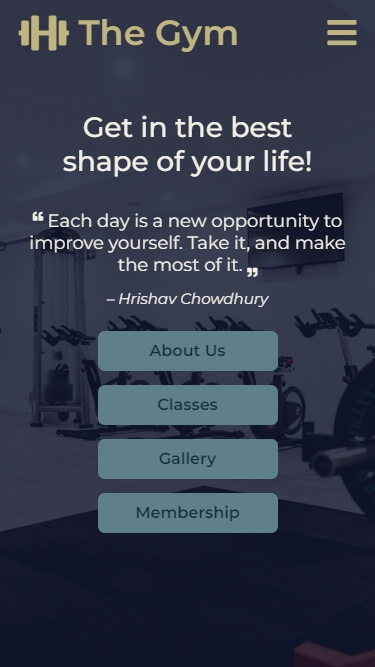 The Gym
Get in the best
shape of your life!
❝ Each day is a new opportunity to
improve yourself. Take it, and make
the most of it. ❞
– Hrishav Chowdhury
About Us
Classes
Gallery
Membership